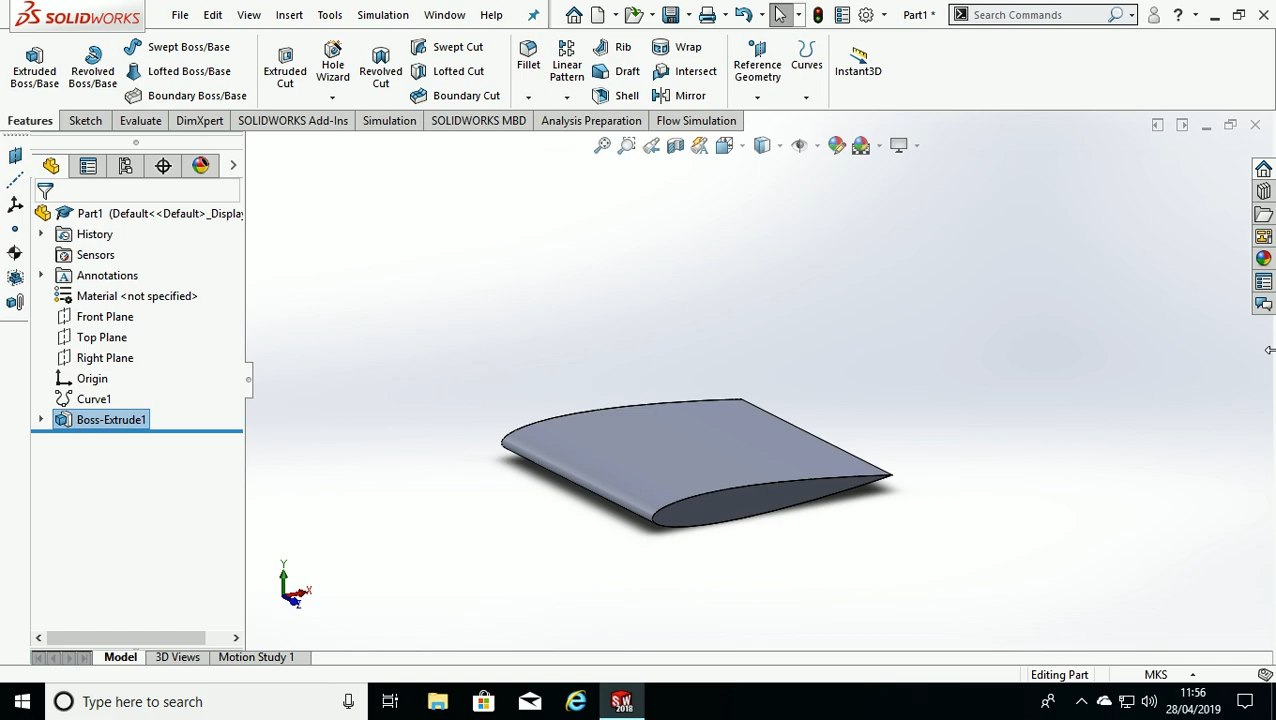 SOLIDWORKS File Edit View Insert Tools Simulation Window Help Part1 * Search Commands ?
Extruded Boss/Base
Revolved Boss/Base
Swept Boss/Base
Lofted Boss/Base
Boundary Boss/Base
Extruded Cut
Hole Wizard
Revolved Cut
Swept Cut
Lofted Cut
Boundary Cut
Fillet
Linear Pattern
Rib
Draft
Shell
Wrap
Intersect
Mirror
Reference Geometry
Curves
Instant3D
Features Sketch Evaluate DimXpert SOLIDWORKS Add-Ins Simulation SOLIDWORKS MBD Analysis Preparation Flow Simulation
Part1 (Default<<Default>_Displa
History
Sensors
Annotations
Material <not specified>
Front Plane
Top Plane
Right Plane
Origin
Curve1
Boss-Extrude1
Y
X
Z
Model 3D Views Motion Study 1
Editing Part MKS
Type here to search
SW 2018
11:56
28/04/2019